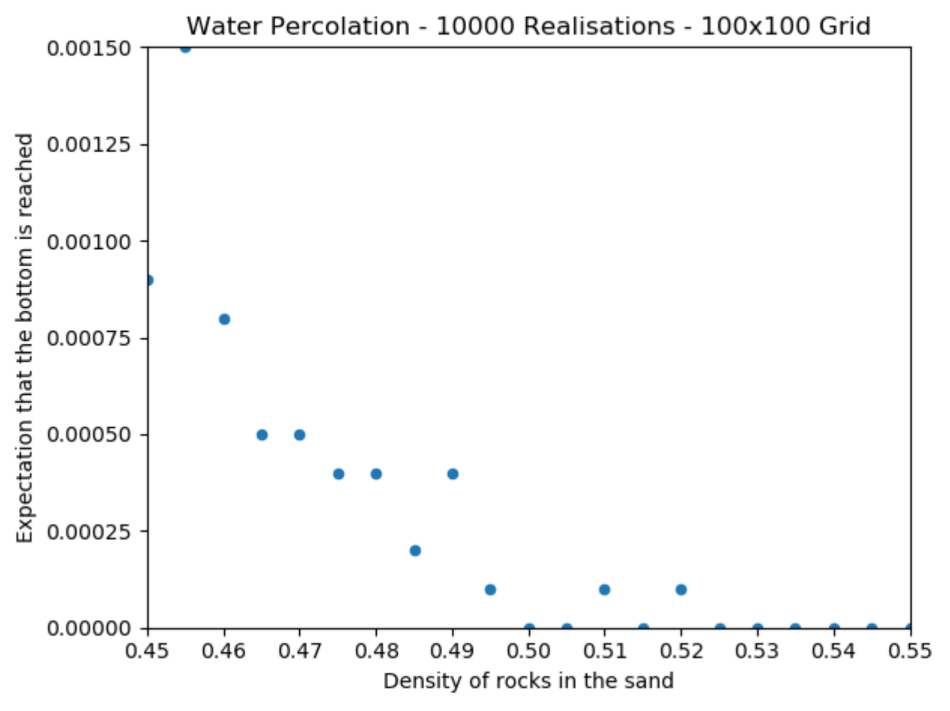 Water Percolation - 10000 Realisations - 100x100 Grid
Expectation that the bottom is reached
0.00150
0.00125
0.00100
0.00075
0.00050
0.00025
0.00000
0.45 0.46 0.47 0.48 0.49 0.50 0.51 0.52 0.53 0.54 0.55
Density of rocks in the sand